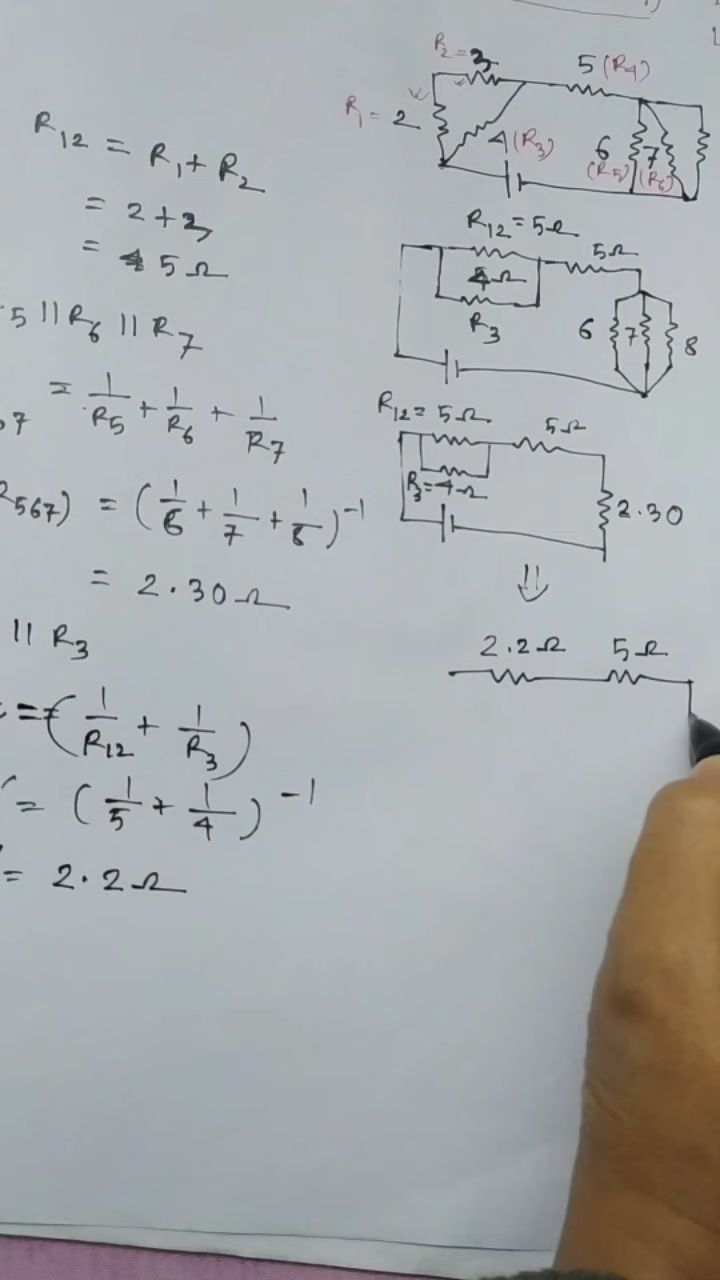 R₂ = 3
5 (R₄)
R₁ = 2
4 (R₃)
6 (R₅)
7 (R₆)
R₁₂ = R₁ + R₂
= 2 + 3
= 5Ω
5 || R₆ || R₇
= 1/R₅ + 1/R₆ + 1/R₇
567) = (1/6 + 1/7 + 1/8)⁻¹
= 2.30Ω
|| R₃
= (1/R₁₂ + 1/R₃)
= (1/5 + 1/4)⁻¹
= 2.2Ω
R₁₂ = 5Ω
5Ω
4Ω
R₃
6 7 8
R₁₂ = 5Ω
5Ω
R₃ = 4Ω
2.30
⇓
2.2Ω 5Ω